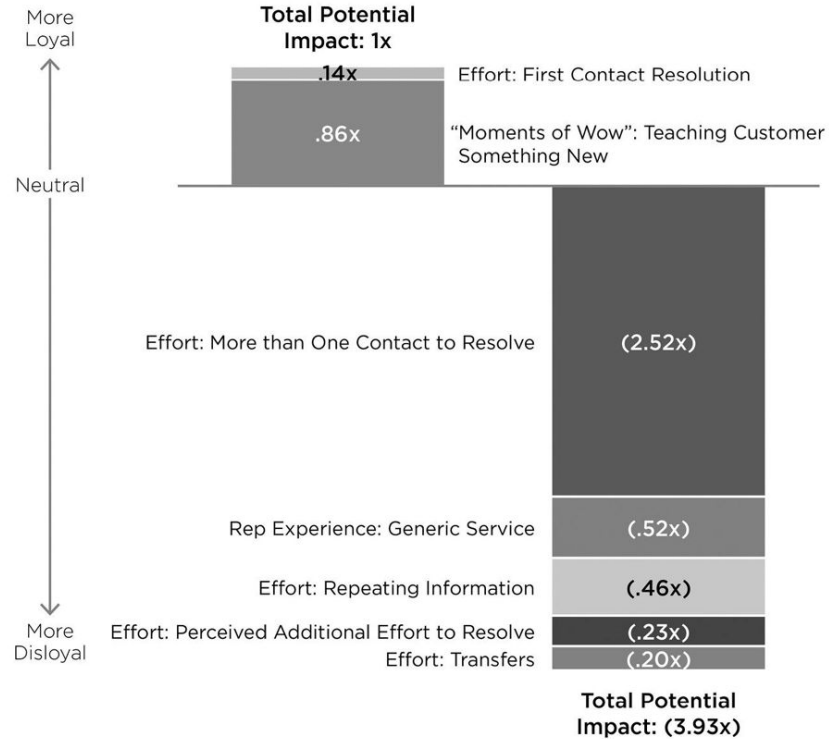 More
Loyal
Total Potential
Impact: 1x
.14x
Effort: First Contact Resolution
.86x
“Moments of Wow”: Teaching Customer
Something New
Neutral
Effort: More than One Contact to Resolve
(2.52x)
Rep Experience: Generic Service
(.52x)
Effort: Repeating Information
(.46x)
More
Disloyal
Effort: Perceived Additional Effort to Resolve
(.23x)
Effort: Transfers
(.20x)
Total Potential
Impact: (3.93x)